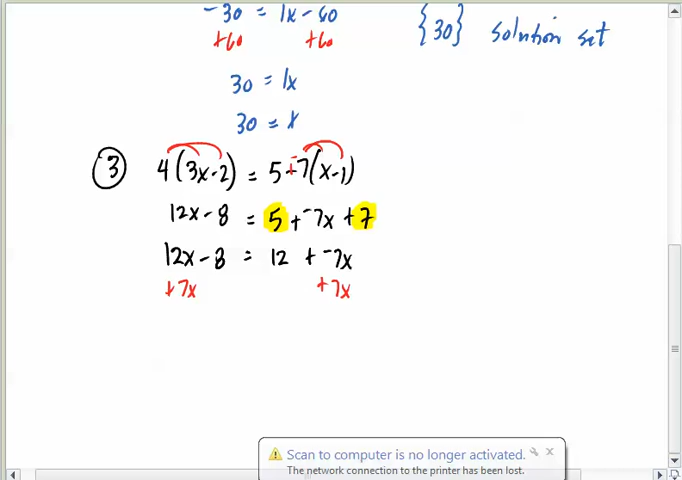 -30 = 1x - 60
+60 +60
{30} solution set
30 = 1x
30 = x
③ 4(3x-2) = 5+-7(x-1)
12x-8 = 5+-7x+7
12x-8 = 12 + -7x
+7x +7x
Scan to computer is no longer activated.
The network connection to the printer has been lost.